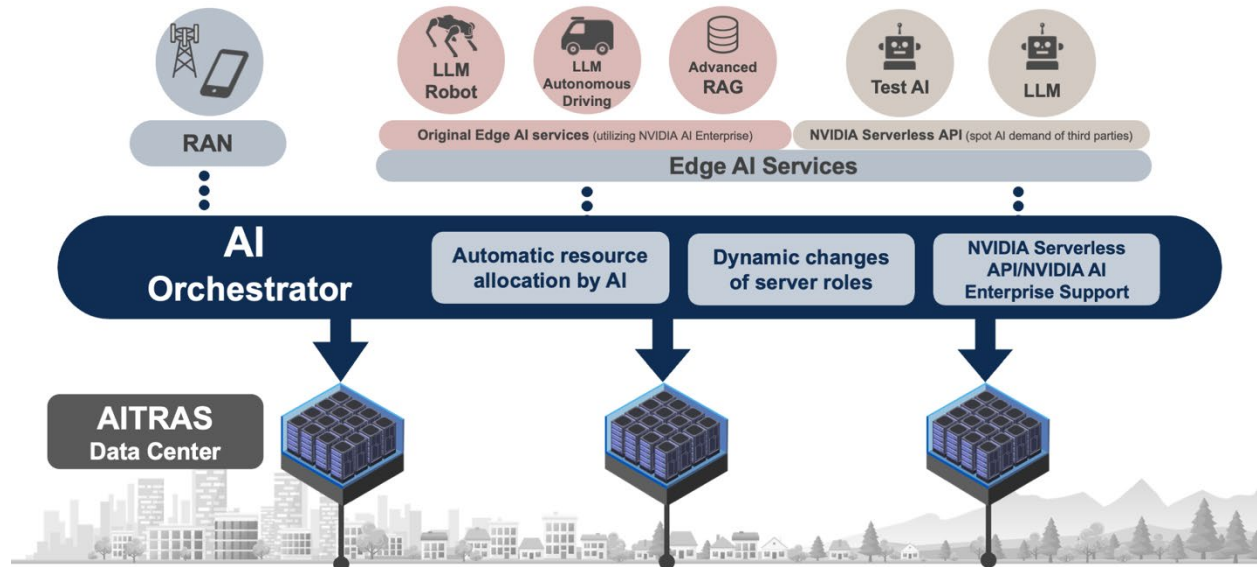 LLM
Robot
LLM
Autonomous
Driving
Advanced
RAG
Test AI
LLM
RAN
Original Edge AI services (utilizing NVIDIA AI Enterprise)
NVIDIA Serverless API (spot AI demand of third parties)
Edge AI Services
AI
Orchestrator
Automatic resource
allocation by AI
Dynamic changes
of server roles
NVIDIA Serverless
API/NVIDIA AI
Enterprise Support
AITRAS
Data Center